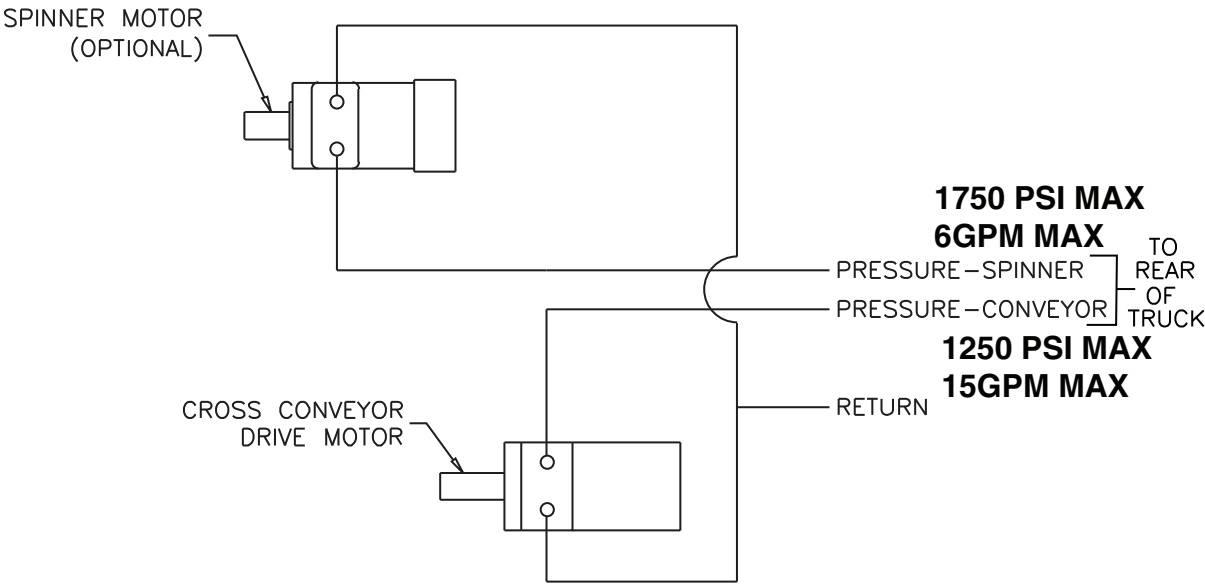 SPINNER MOTOR
(OPTIONAL)
1750 PSI MAX
6GPM MAX
PRESSURE-SPINNER
PRESSURE-CONVEYOR
TO
REAR
OF
TRUCK
1250 PSI MAX
15GPM MAX
RETURN
CROSS CONVEYOR
DRIVE MOTOR